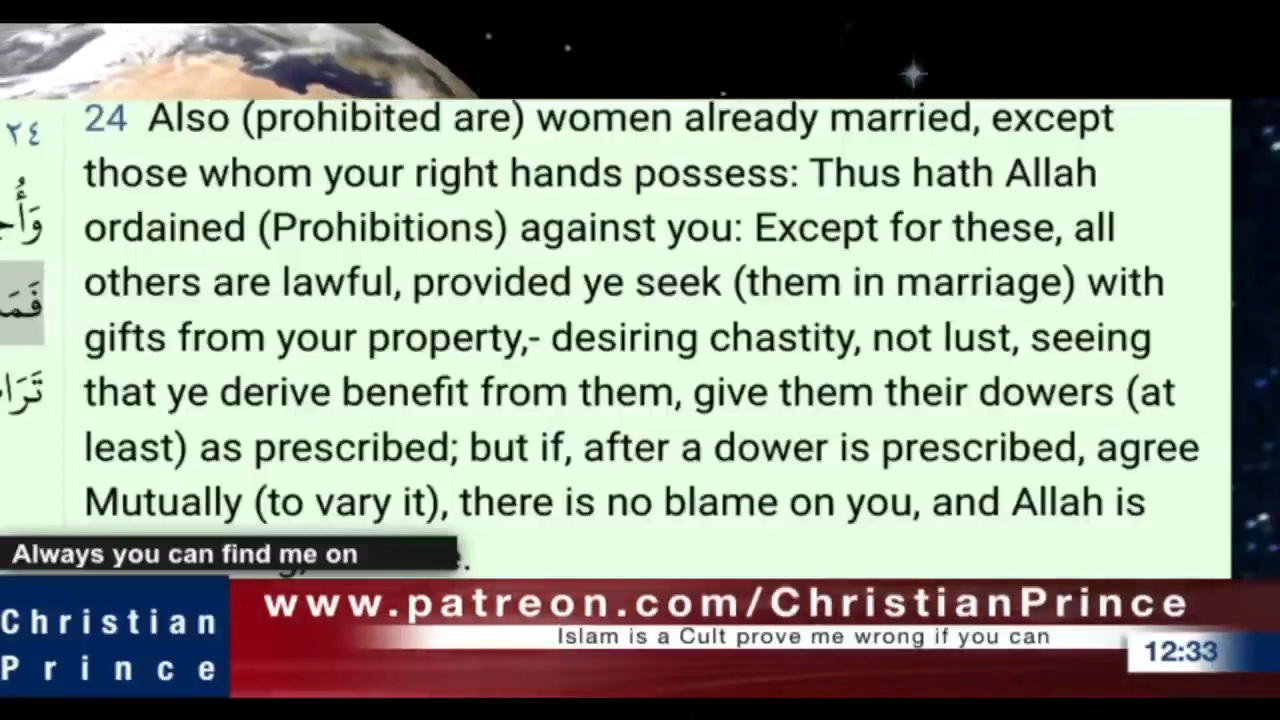 ٢٤
24 Also (prohibited are) women already married, except
those whom your right hands possess: Thus hath Allah
ordained (Prohibitions) against you: Except for these, all
others are lawful, provided ye seek (them in marriage) with
gifts from your property,- desiring chastity, not lust, seeing
that ye derive benefit from them, give them their dowers (at
least) as prescribed; but if, after a dower is prescribed, agree
Mutually (to vary it), there is no blame on you, and Allah is
Always you can find me on
Christian
Prince
www.patreon.com/ChristianPrince
Islam is a Cult prove me wrong if you can
12:33